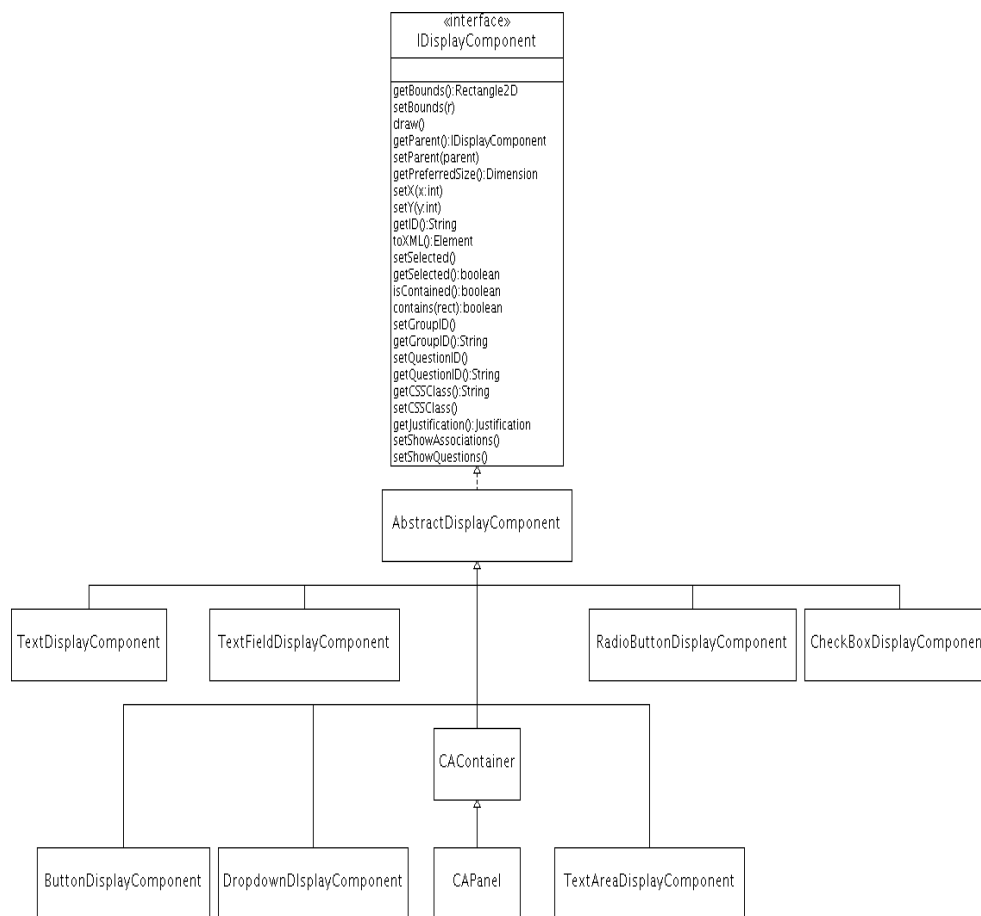 «interface»
IDisplayComponent
getBounds():Rectangle2D
setBounds(r)
draw()
getParent():IDisplayComponent
setParent(parent)
getPreferredSize():Dimension
setX(x:int)
setY(y:int)
getID():String
toXML():Element
setSelected()
getSelected():boolean
isContained():boolean
contains(rect):boolean
setGroupID()
getGroupID():String
setQuestionID()
getQuestionID():String
getCSSClass():String
setCSSClass()
getJustification():Justification
setShowAssociations()
setShowQuestions()
AbstractDisplayComponent
TextDisplayComponent
TextFieldDisplayComponent
RadioButtonDisplayComponent
CheckBoxDisplayComponent
CAContainer
ButtonDisplayComponent
DropdownDIsplayComponent
CAPanel
TextAreaDisplayComponent